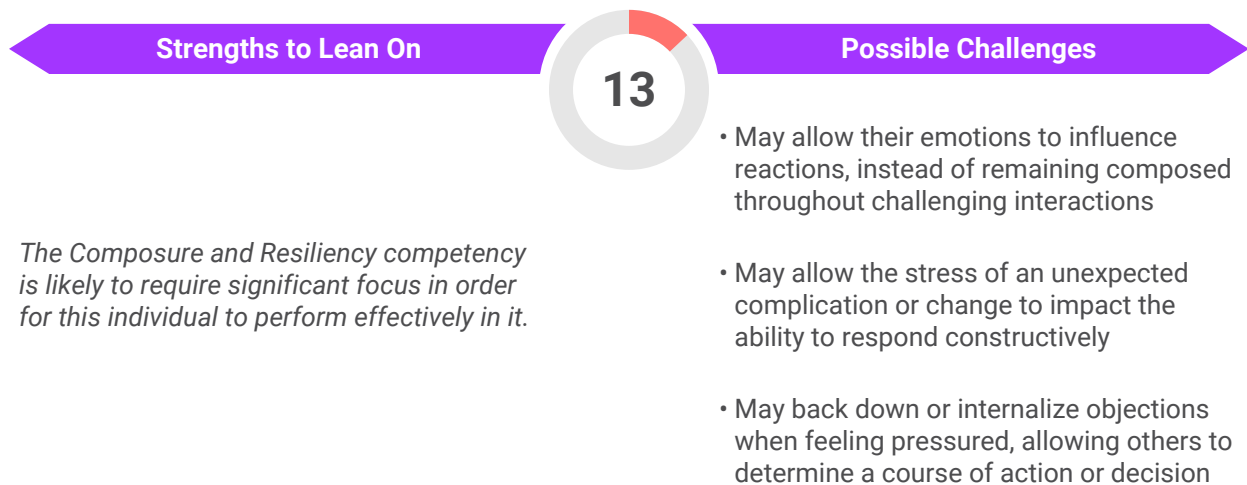 Strengths to Lean On
13
Possible Challenges
The Composure and Resiliency competency
is likely to require significant focus in order
for this individual to perform effectively in it.
• May allow their emotions to influence
reactions, instead of remaining composed
throughout challenging interactions
• May allow the stress of an unexpected
complication or change to impact the
ability to respond constructively
• May back down or internalize objections
when feeling pressured, allowing others to
determine a course of action or decision